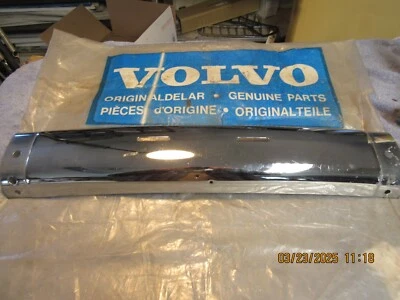 VOLVO
ORIGINALDELAR • GENUINE PARTS
PIÈCES D'ORIGINE • ORIGINALTEILE
03/23/2025 11:18